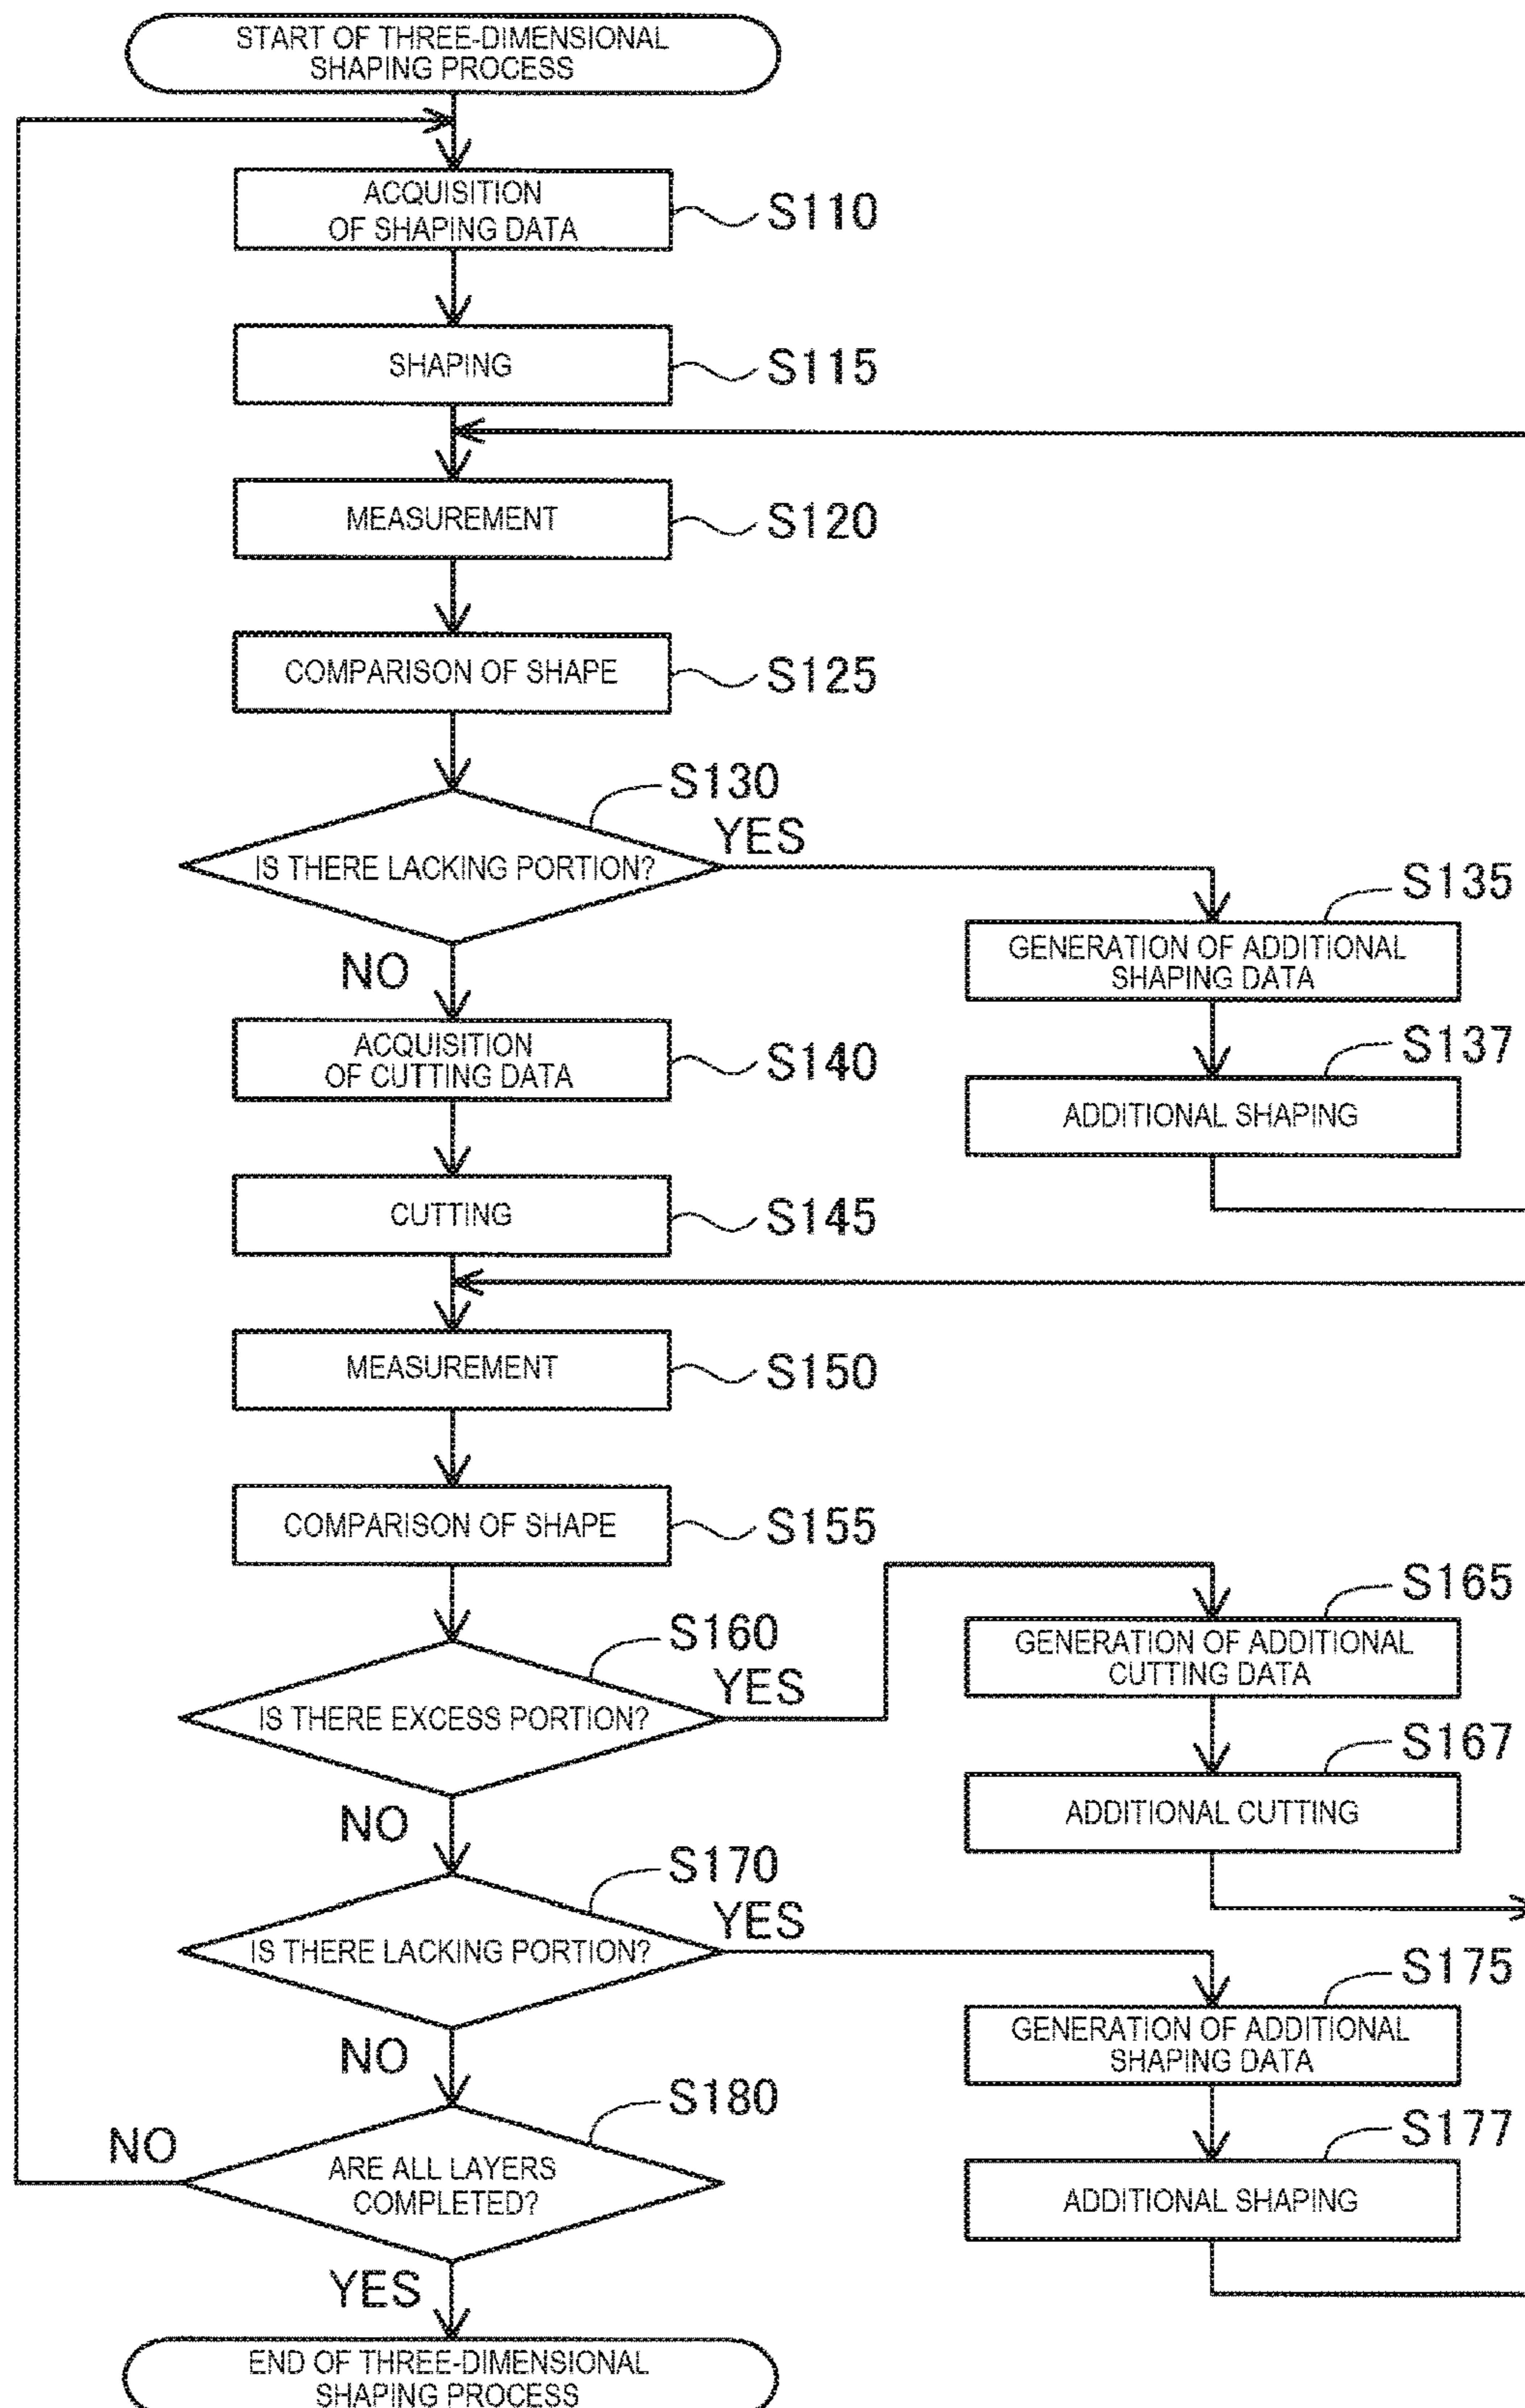 START OF THREE-DIMENSIONAL
SHAPING PROCESS
ACQUISITION
OF SHAPING DATA
S110
SHAPING
S115
MEASUREMENT
S120
COMPARISON OF SHAPE
S125
S130
IS THERE LACKING PORTION?
YES
NO
S135
GENERATION OF ADDITIONAL
SHAPING DATA
S137
ADDITIONAL SHAPING
ACQUISITION
OF CUTTING DATA
S140
CUTTING
S145
MEASUREMENT
S150
COMPARISON OF SHAPE
S155
S160
IS THERE EXCESS PORTION?
YES
NO
S165
GENERATION OF ADDITIONAL
CUTTING DATA
S167
ADDITIONAL CUTTING
S170
IS THERE LACKING PORTION?
YES
NO
S175
GENERATION OF ADDITIONAL
SHAPING DATA
S177
ADDITIONAL SHAPING
S180
ARE ALL LAYERS
COMPLETED?
NO
YES
END OF THREE-DIMENSIONAL
SHAPING PROCESS